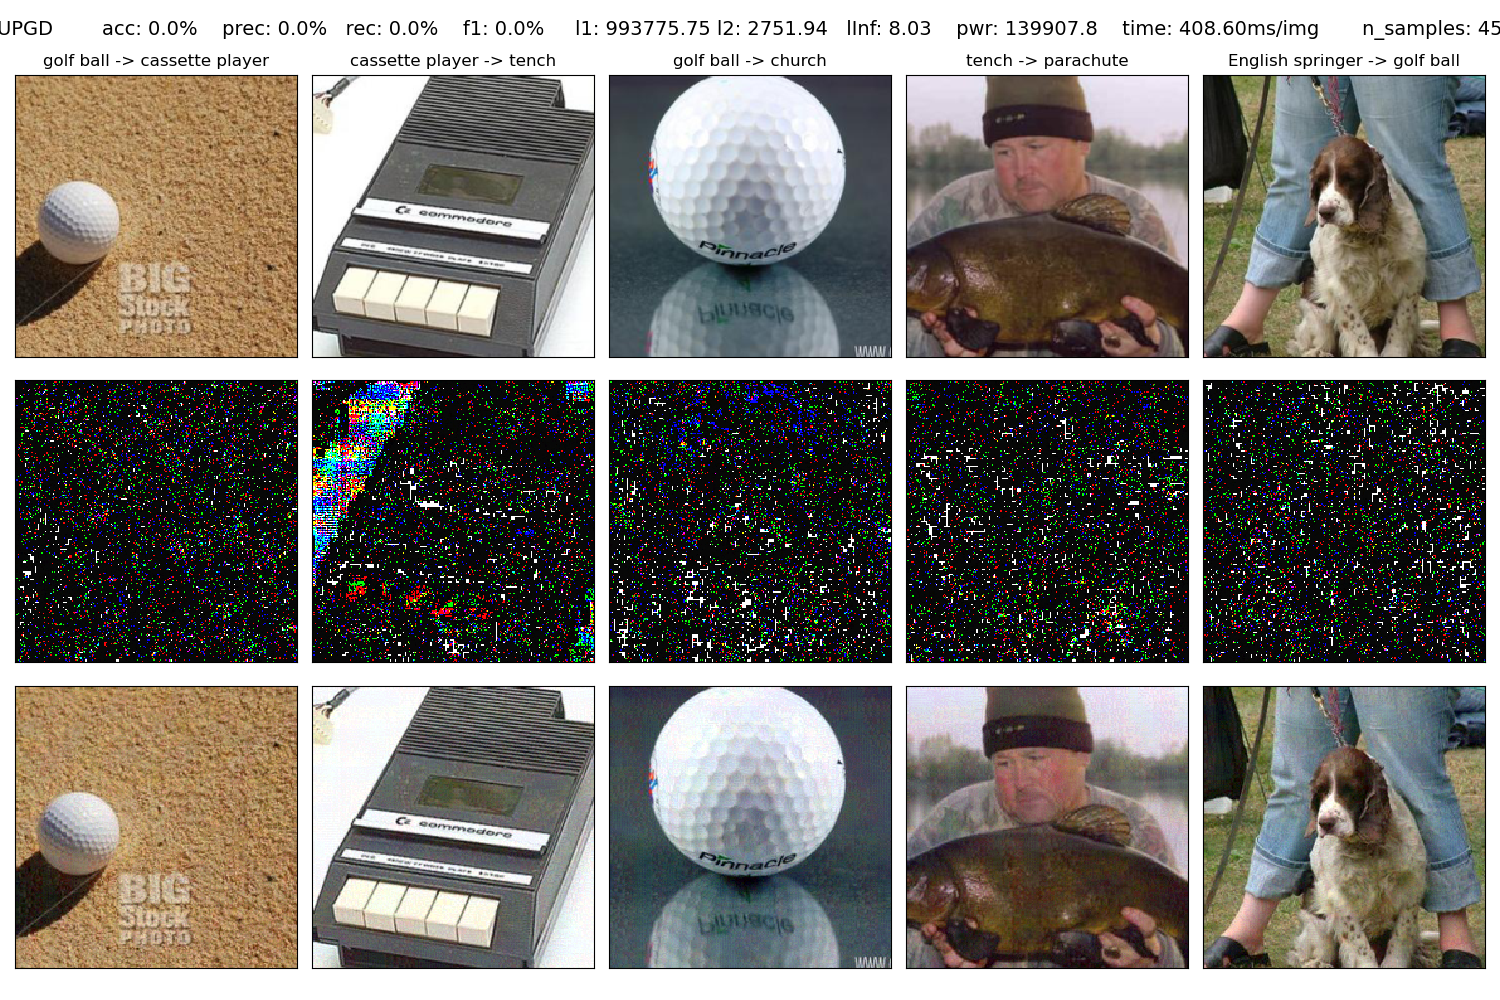 UPGD acc: 0.0% prec: 0.0% rec: 0.0% f1: 0.0% l1: 993775.75 l2: 2751.94 lInf: 8.03 pwr: 139907.8 time: 408.60ms/img n_samples: 45
golf ball -> cassette player
cassette player -> tench
golf ball -> church
tench -> parachute
English springer -> golf ball
BIG
Stock
PHOTO
commodore
Pinnacle
Pinnacle
www.
BIG
Stock
PHOTO
commodore
Pinnacle
Pinnacle
www.